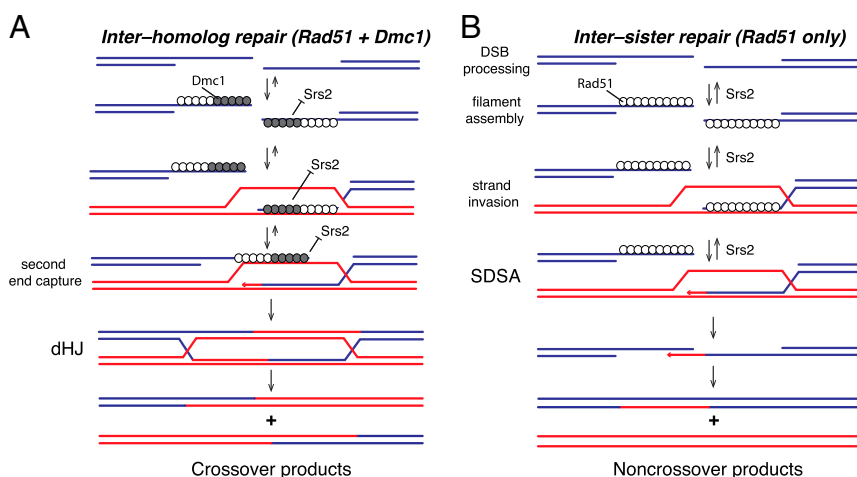 A
Inter–homolog repair (Rad51 + Dmc1)
Dmc1
Srs2
Srs2
Srs2
second
end capture
dHJ
+
Crossover products
B
Inter–sister repair (Rad51 only)
DSB
processing
Rad51
Srs2
filament
assembly
Srs2
strand
invasion
Srs2
SDSA
+
Noncrossover products